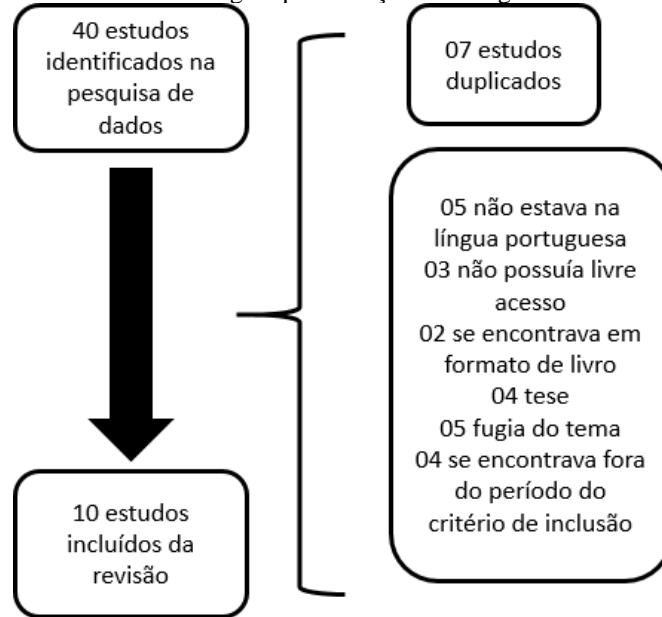 40 estudos
identificados na
pesquisa de
dados
07 estudos
duplicados
05 não estava na
língua portuguesa
03 não possuía livre
acesso
02 se encontrava em
formato de livro
04 tese
05 fugia do tema
04 se encontrava fora
do período do
critério de inclusão
10 estudos
incluídos da
revisão